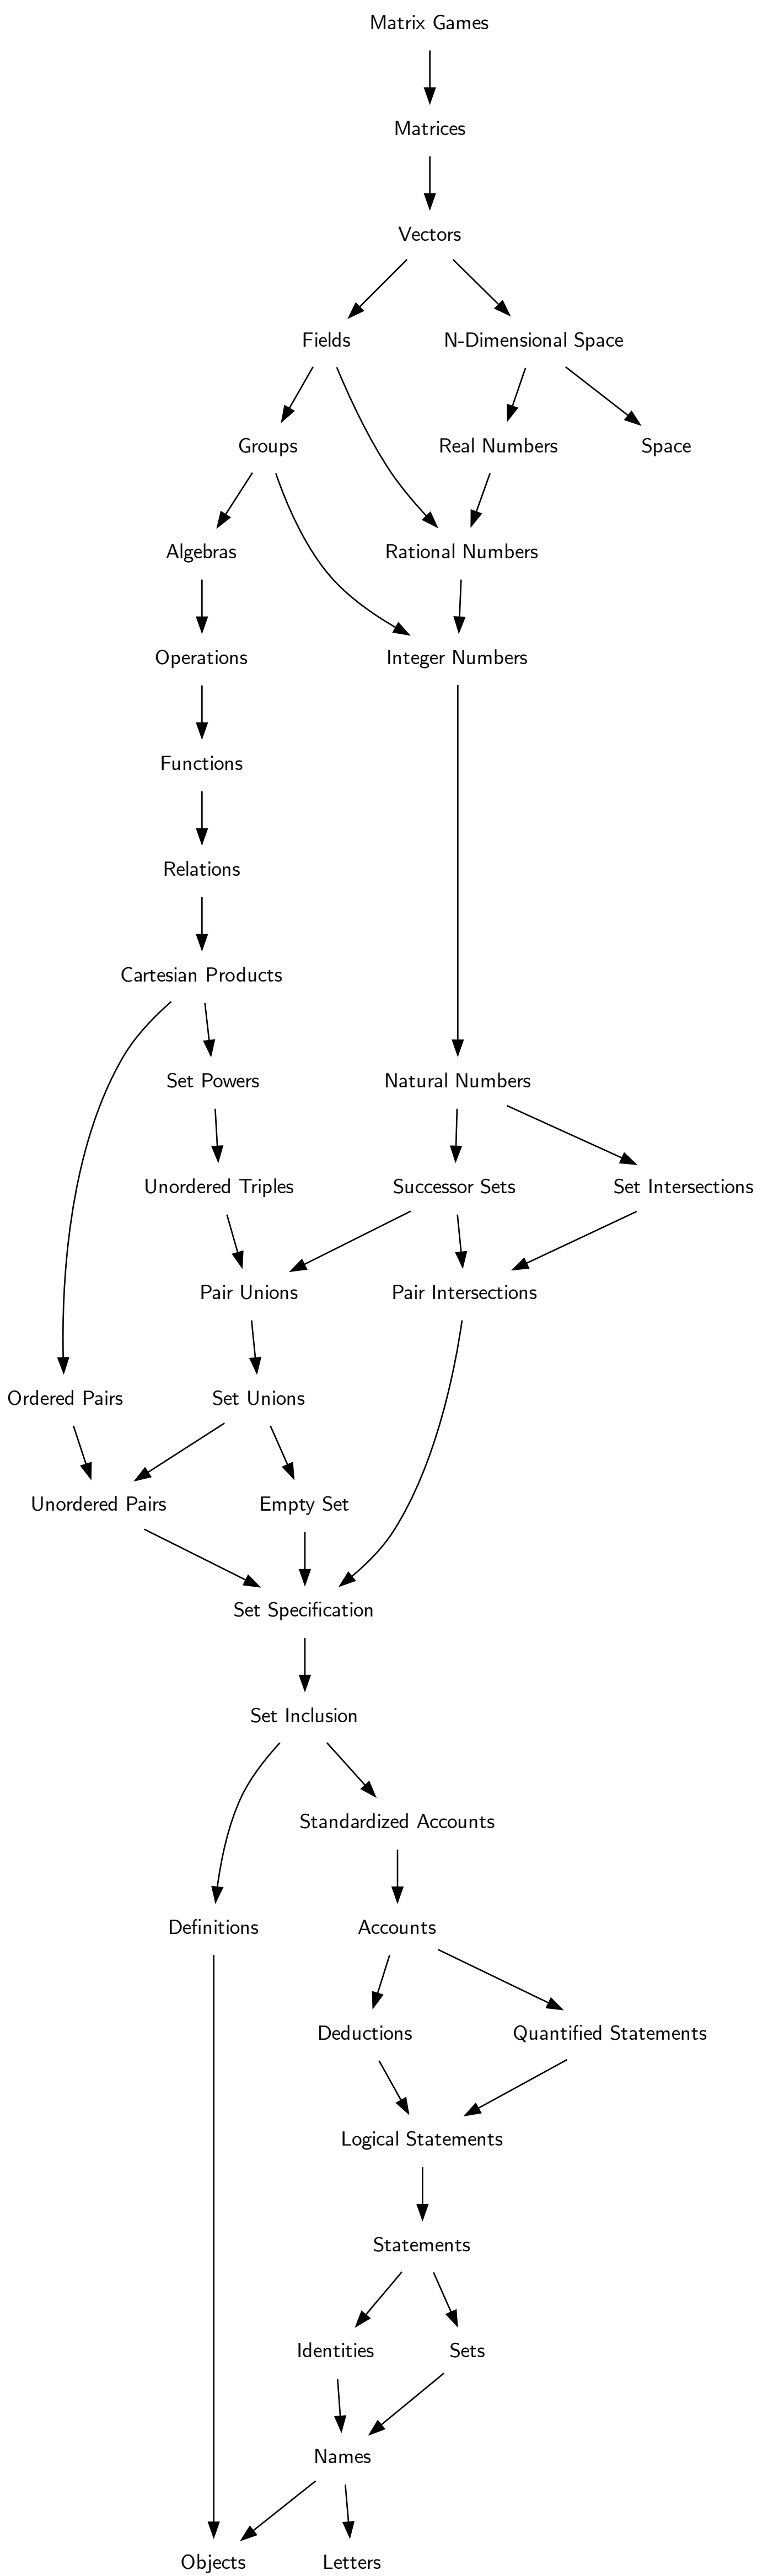 Matrix Games
Matrices
Vectors
Fields
N-Dimensional Space
Groups
Real Numbers
Space
Algebras
Rational Numbers
Operations
Integer Numbers
Functions
Relations
Cartesian Products
Set Powers
Natural Numbers
Unordered Triples
Successor Sets
Set Intersections
Pair Unions
Pair Intersections
Ordered Pairs
Set Unions
Unordered Pairs
Empty Set
Set Specification
Set Inclusion
Standardized Accounts
Definitions
Accounts
Deductions
Quantified Statements
Logical Statements
Statements
Identities
Sets
Names
Objects
Letters